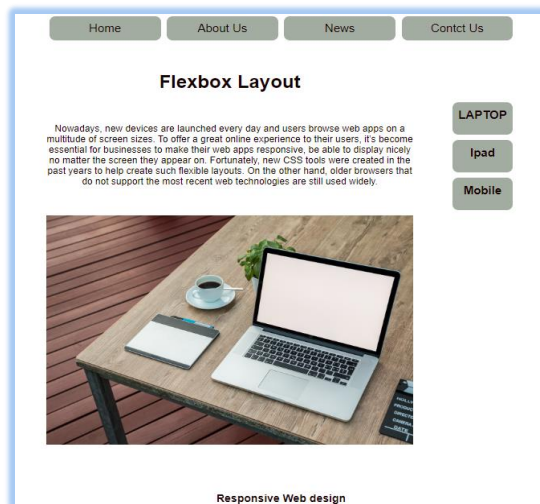 Home About Us News Contct Us
Flexbox Layout
Nowadays, new devices are launched every day and users browse web apps on a
multitude of screen sizes. To offer a great online experience to their users, it's become
essential for businesses to make their web apps responsive, be able to display nicely
no matter the screen they appear on. Fortunately, new CSS tools were created in the
past years to help create such flexible layouts. On the other hand, older browsers that
do not support the most recent web technologies are still used widely.
LAPTOP
Ipad
Mobile
DATE
Responsive Web design